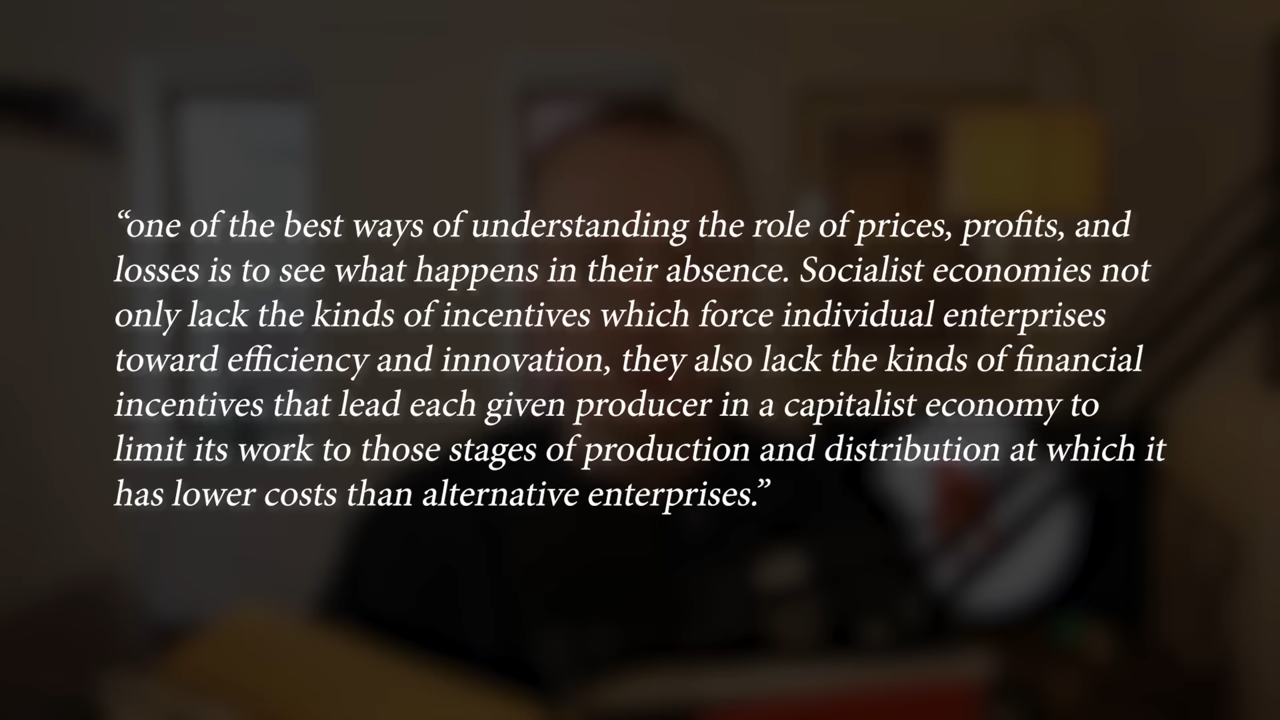 “one of the best ways of understanding the role of prices, profits, and
losses is to see what happens in their absence. Socialist economies not
only lack the kinds of incentives which force individual enterprises
toward efficiency and innovation, they also lack the kinds of financial
incentives that lead each given producer in a capitalist economy to
limit its work to those stages of production and distribution at which it
has lower costs than alternative enterprises.”